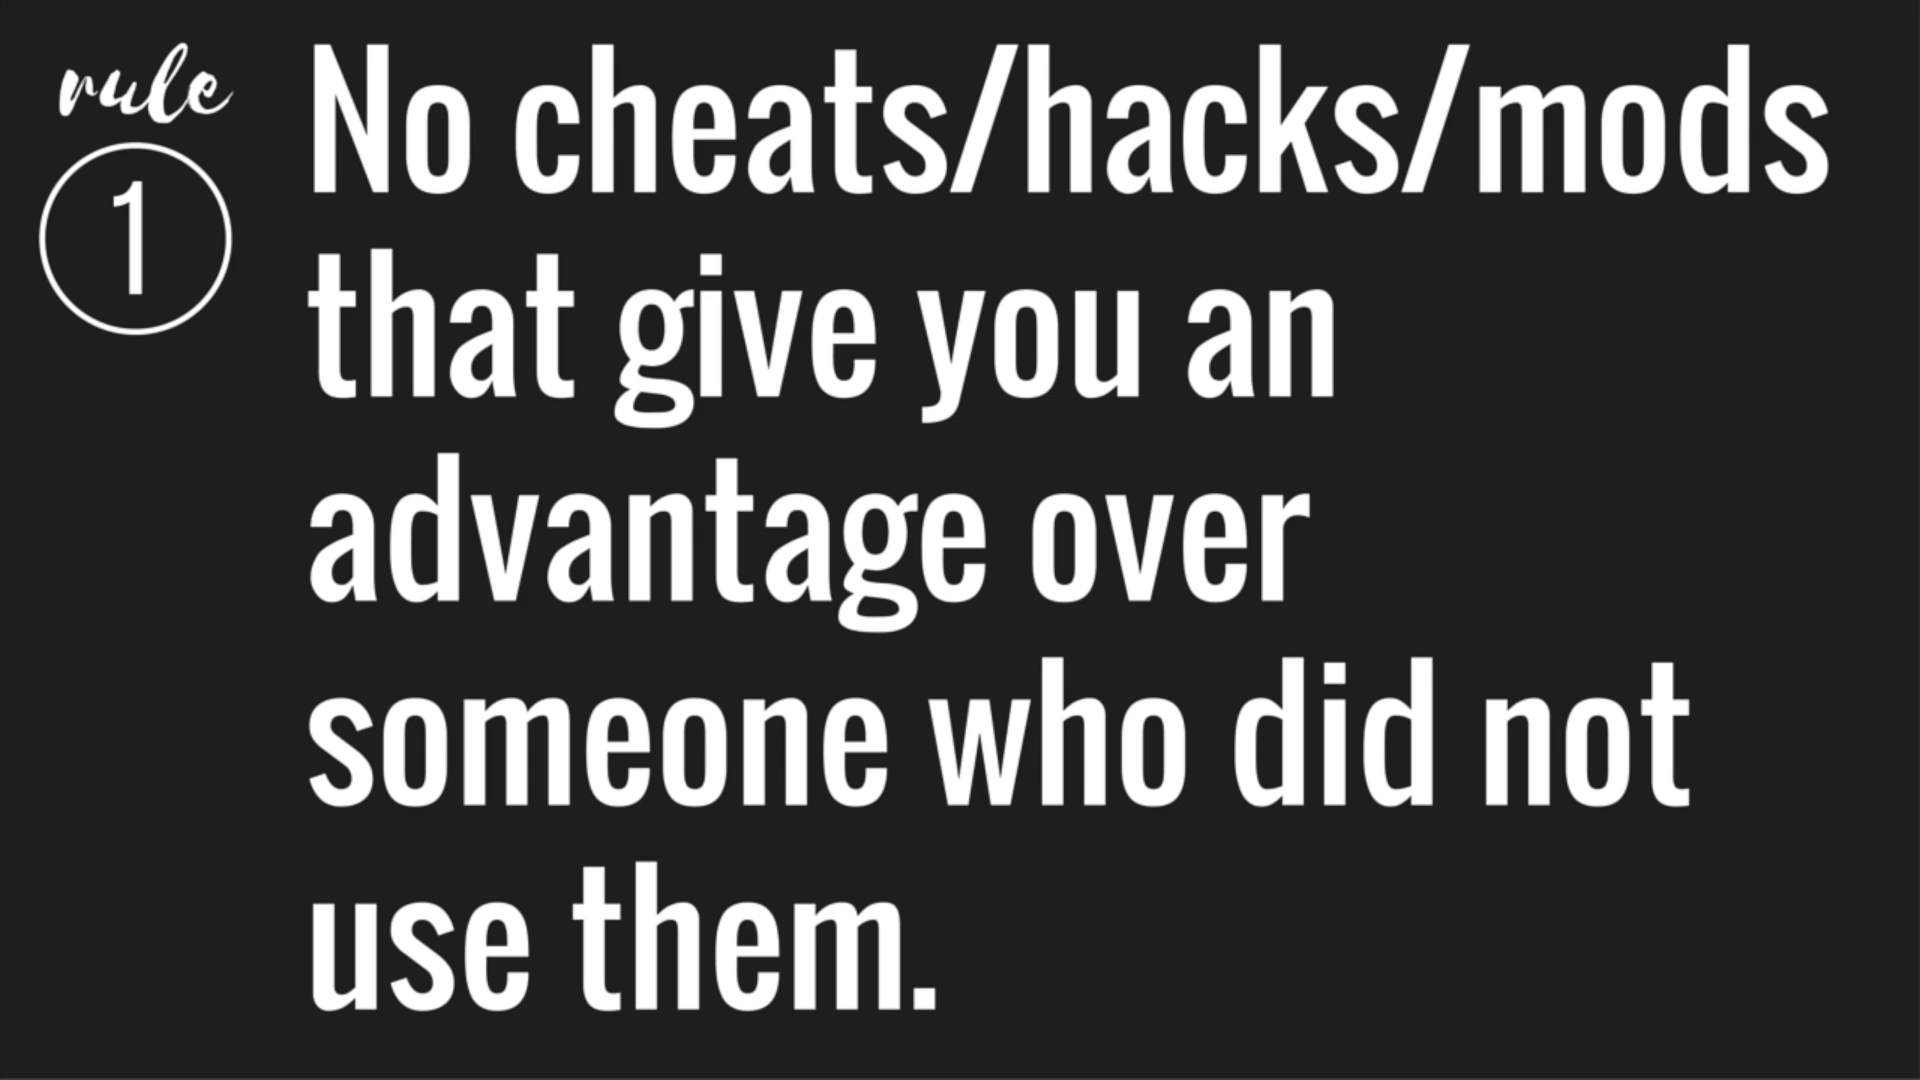 rule
1
No cheats/hacks/mods
that give you an
advantage over
someone who did not
use them.